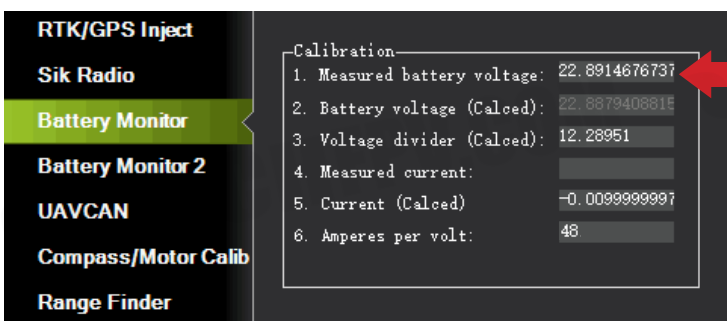 RTK/GPS Inject
Sik Radio
Battery Monitor
Battery Monitor 2
UAVCAN
Compass/Motor Calib
Range Finder
Calibration
1. Measured battery voltage: 22.8914676737
2. Battery voltage (Calced): 22.8879408815
3. Voltage divider (Calced): 12.28951
4. Measured current:
5. Current (Calced) -0.0099999997
6. Amperes per volt: 48